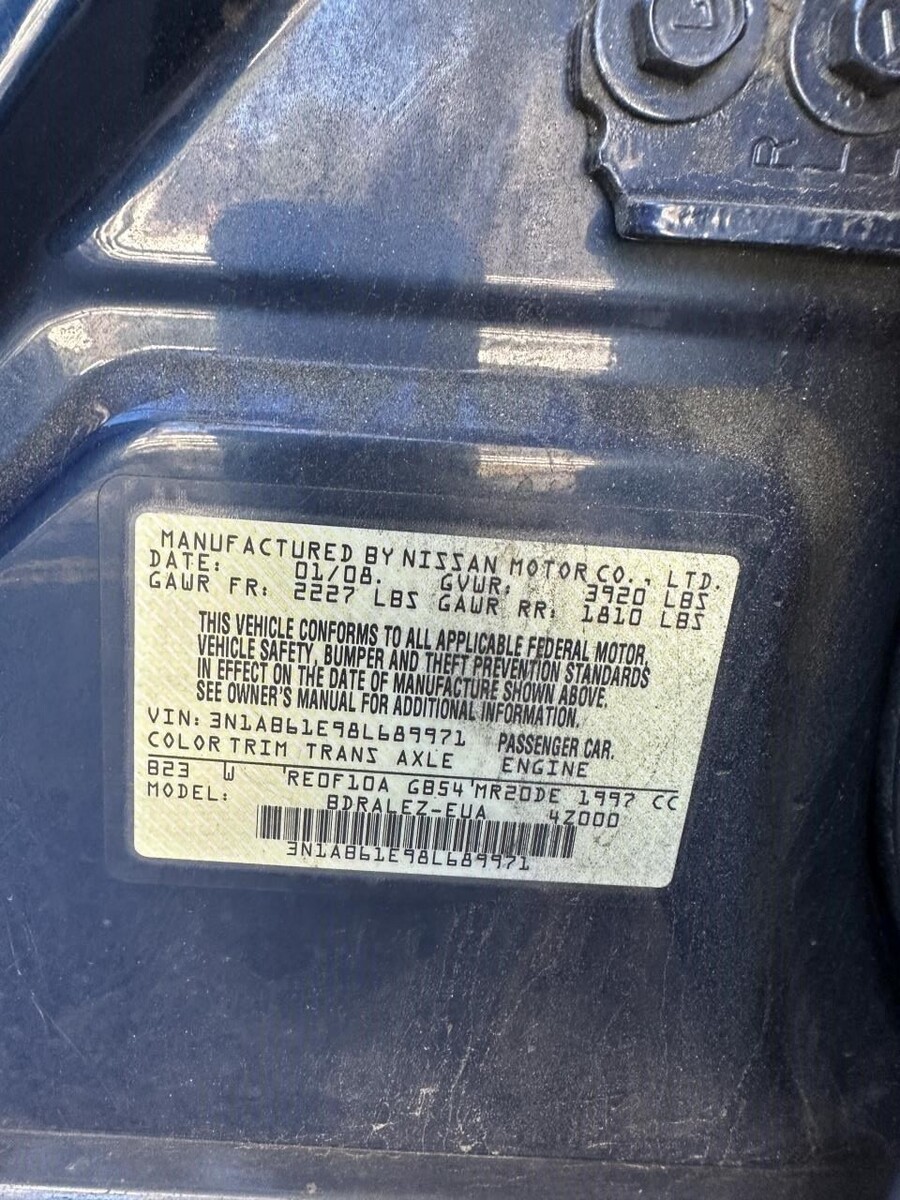 R
L
MANUFACTURED BY NISSAN MOTOR CO., LTD.
DATE: 01/08. GVWR: 3920 LBS
GAWR FR: 2227 LBS GAWR RR: 1810 LBS
THIS VEHICLE CONFORMS TO ALL APPLICABLE FEDERAL MOTOR
VEHICLE SAFETY, BUMPER AND THEFT PREVENTION STANDARDS
IN EFFECT ON THE DATE OF MANUFACTURE SHOWN ABOVE.
SEE OWNER'S MANUAL FOR ADDITIONAL INFORMATION.
VIN: 3N1AB61E98L689971 PASSENGER CAR.
COLOR TRIM TRANS AXLE ENGINE
B23 W RE0F10A GB54 MR20DE 1997 CC
MODEL: BDRALEZ-EUA 4Z000
3N1AB61E98L689971